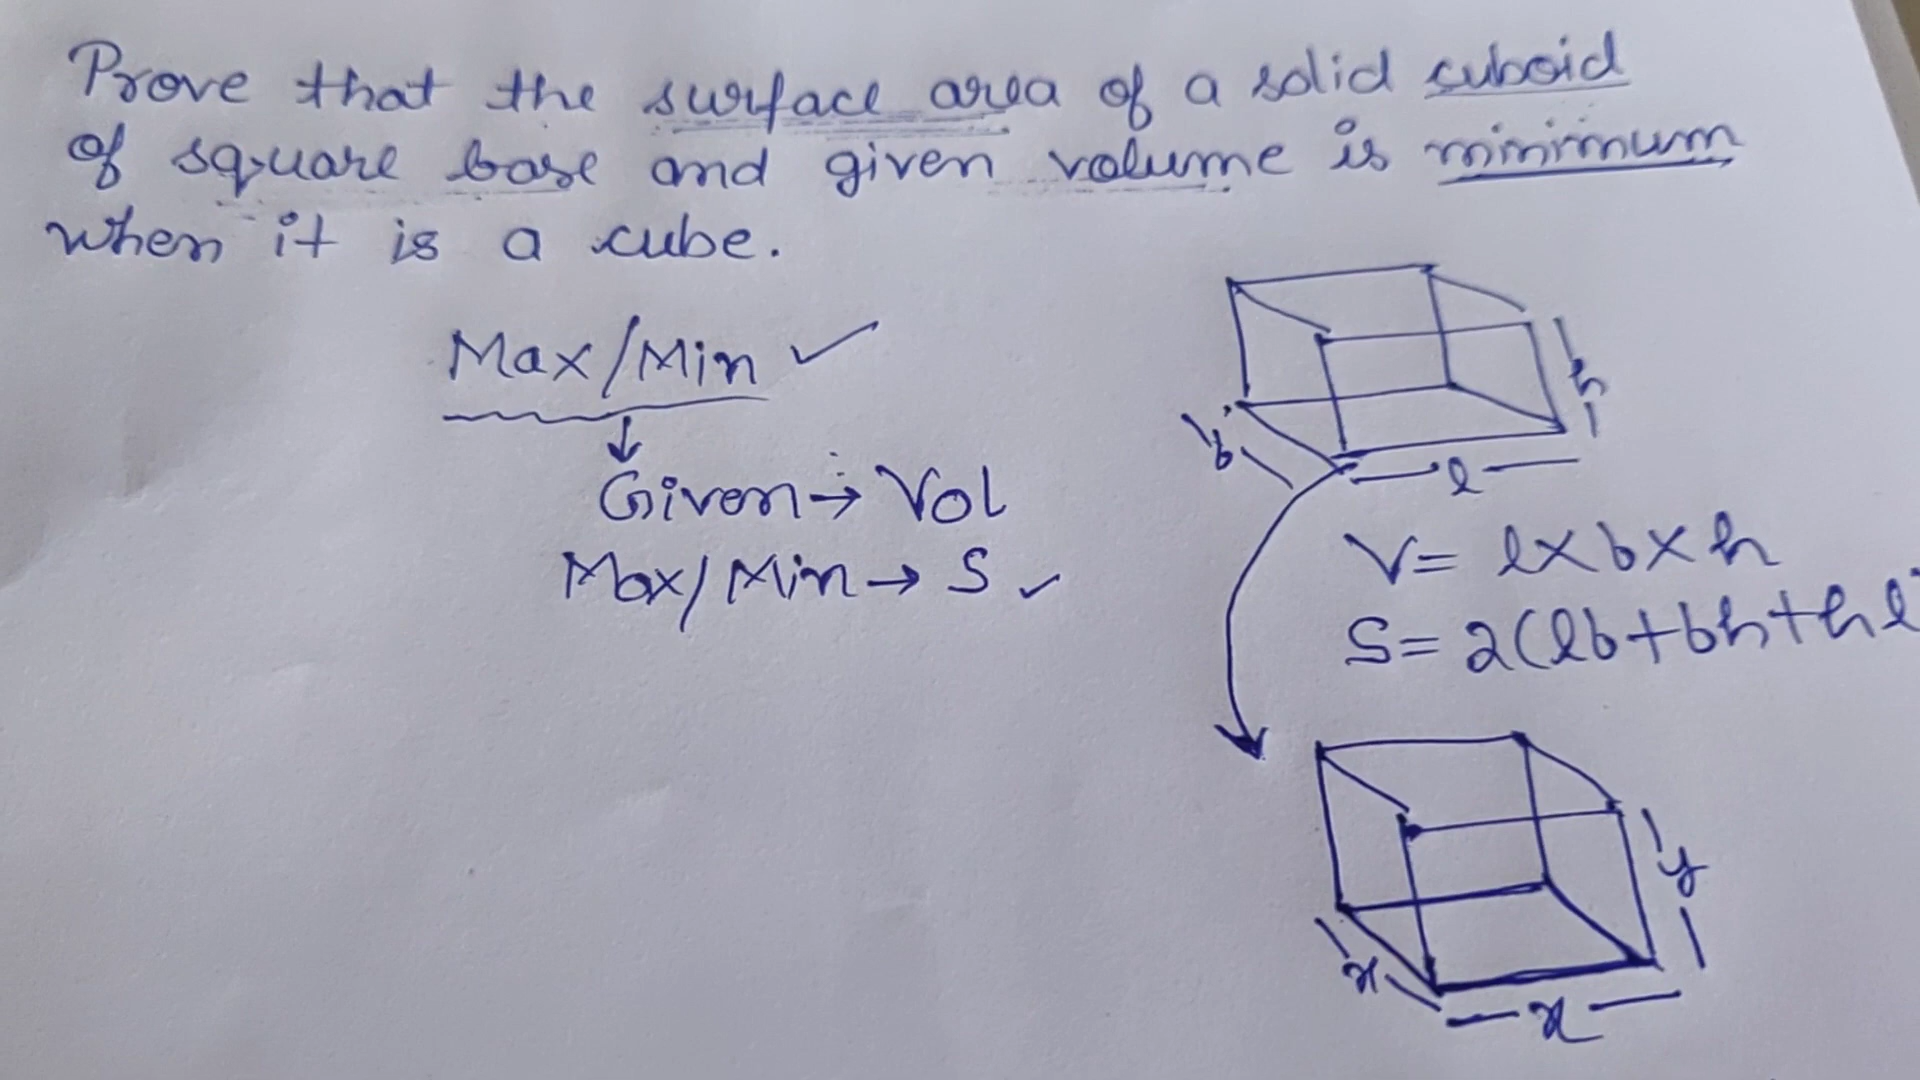 Prove that the surface area of a solid cuboid
of square base and given volume is minimum
when it is a cube.
Max/Min ✓
↓
Given → Vol
Max/Min → S ✓
h
b
l
V = l×b×h
S = 2(lb+bh+hl
y
x
x